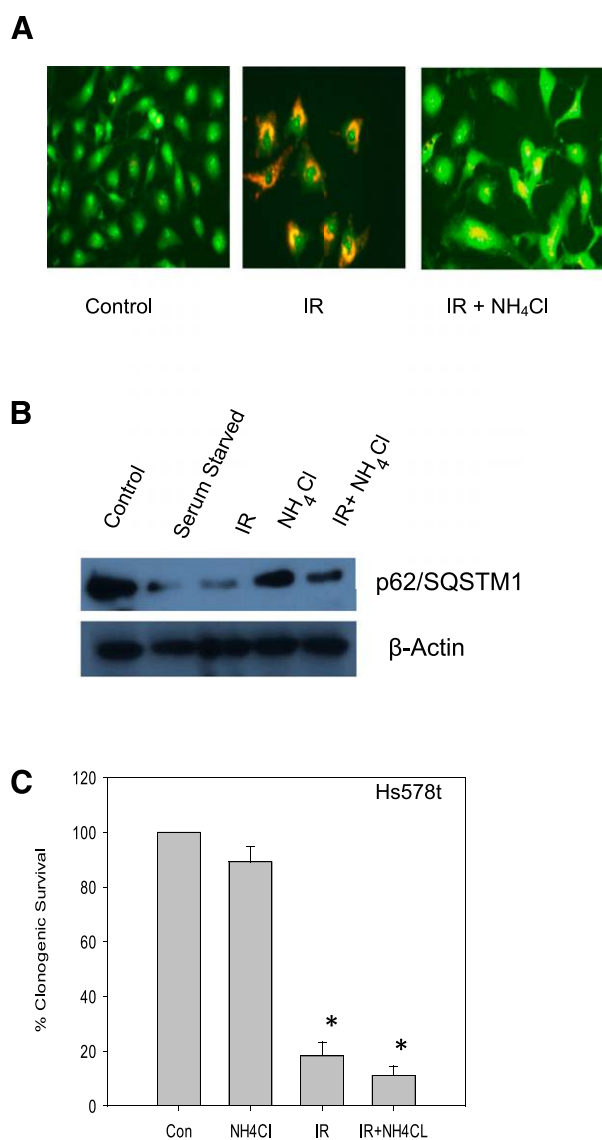 A
Control IR IR + NH₄Cl
B
Control Serum Starved IR NH₄Cl IR+ NH₄Cl
p62/SQSTM1
β-Actin
C
Hs578t
% Clonogenic Survival
120
100
80
60
40
20
0
*
*
Con NH4Cl IR IR+NH4CL